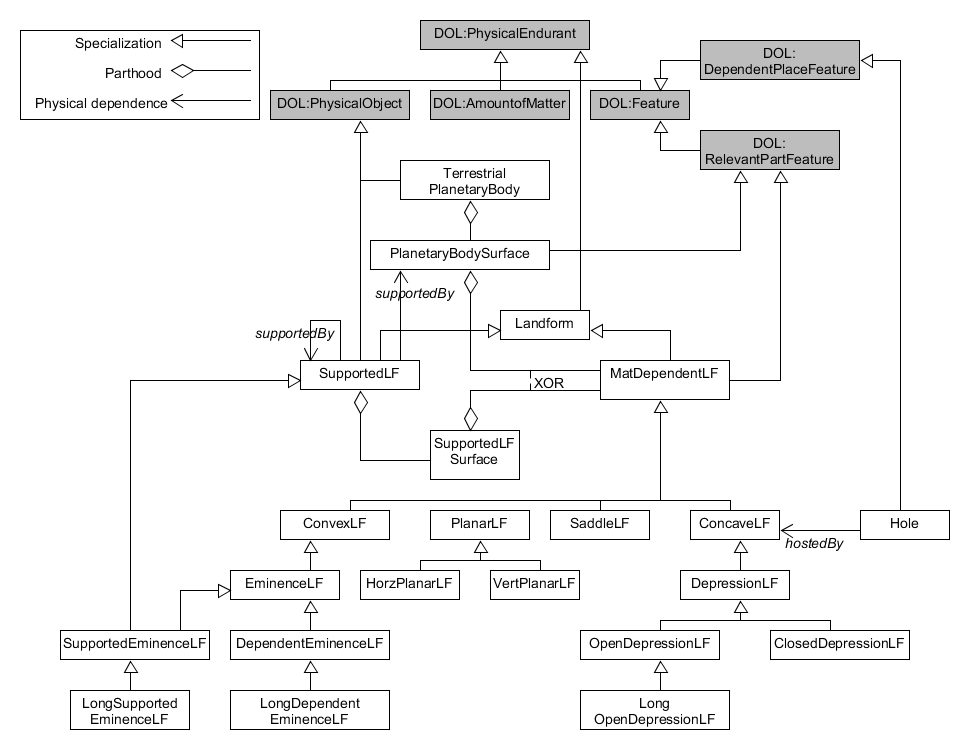 DOL:PhysicalEndurant
Specialization
Parthood
Physical dependence
DOL:
DependentPlaceFeature
DOL:PhysicalObject
DOL:AmountofMatter
DOL:Feature
DOL:
RelevantPartFeature
Terrestrial
PlanetaryBody
PlanetaryBodySurface
supportedBy
supportedBy
Landform
SupportedLF
MatDependentLF
XOR
SupportedLF
Surface
ConvexLF
PlanarLF
SaddleLF
ConcaveLF
Hole
hostedBy
EminenceLF
HorzPlanarLF
VertPlanarLF
DepressionLF
SupportedEminenceLF
DependentEminenceLF
OpenDepressionLF
ClosedDepressionLF
LongSupported
EminenceLF
LongDependent
EminenceLF
Long
OpenDepressionLF